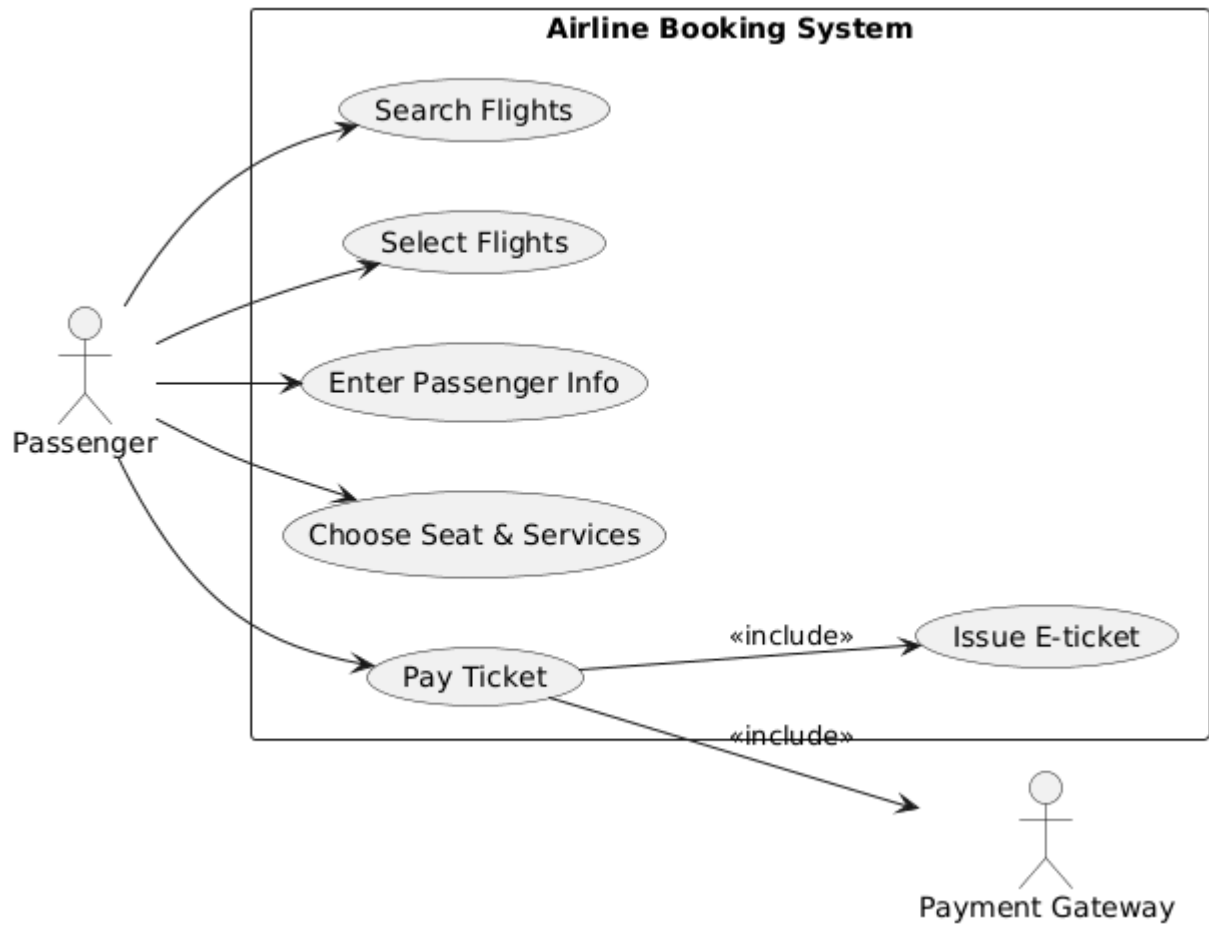 Airline Booking System
Search Flights
Select Flights
Enter Passenger Info
Passenger
Choose Seat & Services
«include»
Issue E-ticket
Pay Ticket
«include»
Payment Gateway